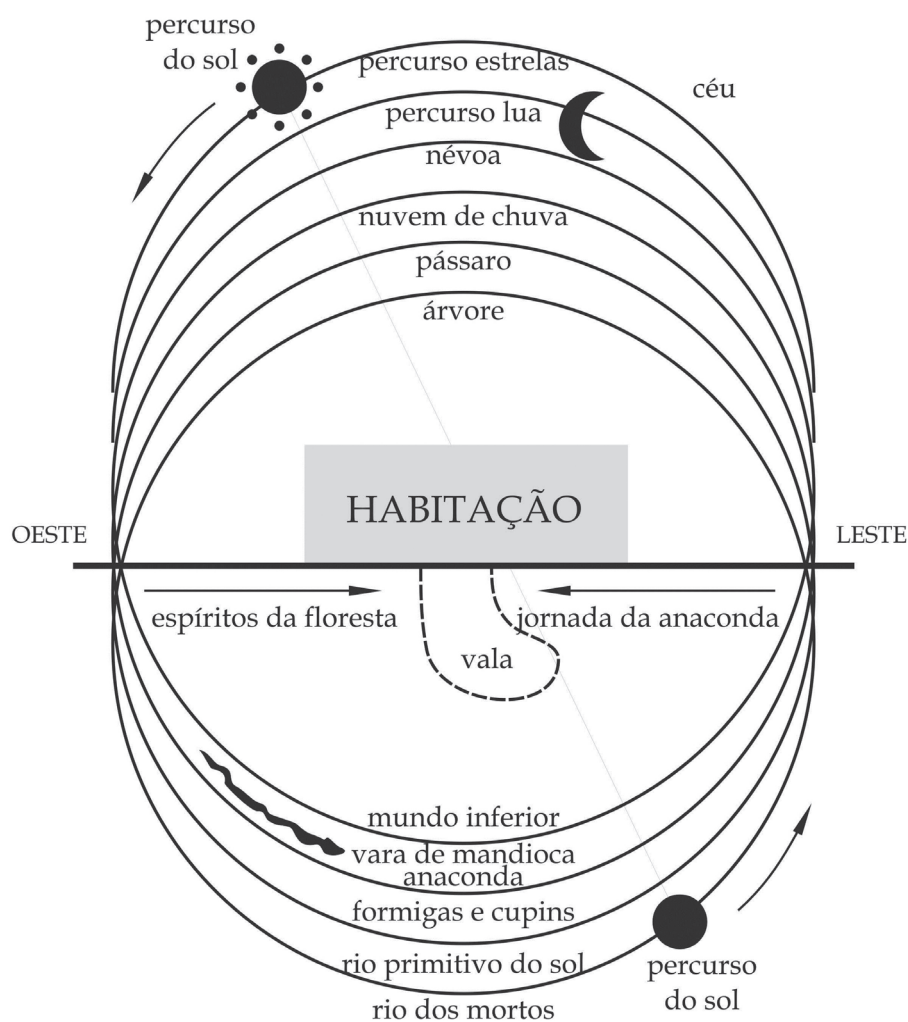 percurso
do sol
percurso estrelas
céu
percurso lua
névoa
nuvem de chuva
pássaro
árvore
HABITAÇÃO
OESTE
LESTE
espíritos da floresta
jornada da anaconda
vala
mundo inferior
vara de mandioca
anaconda
formigas e cupins
rio primitivo do sol
rio dos mortos
percurso
do sol